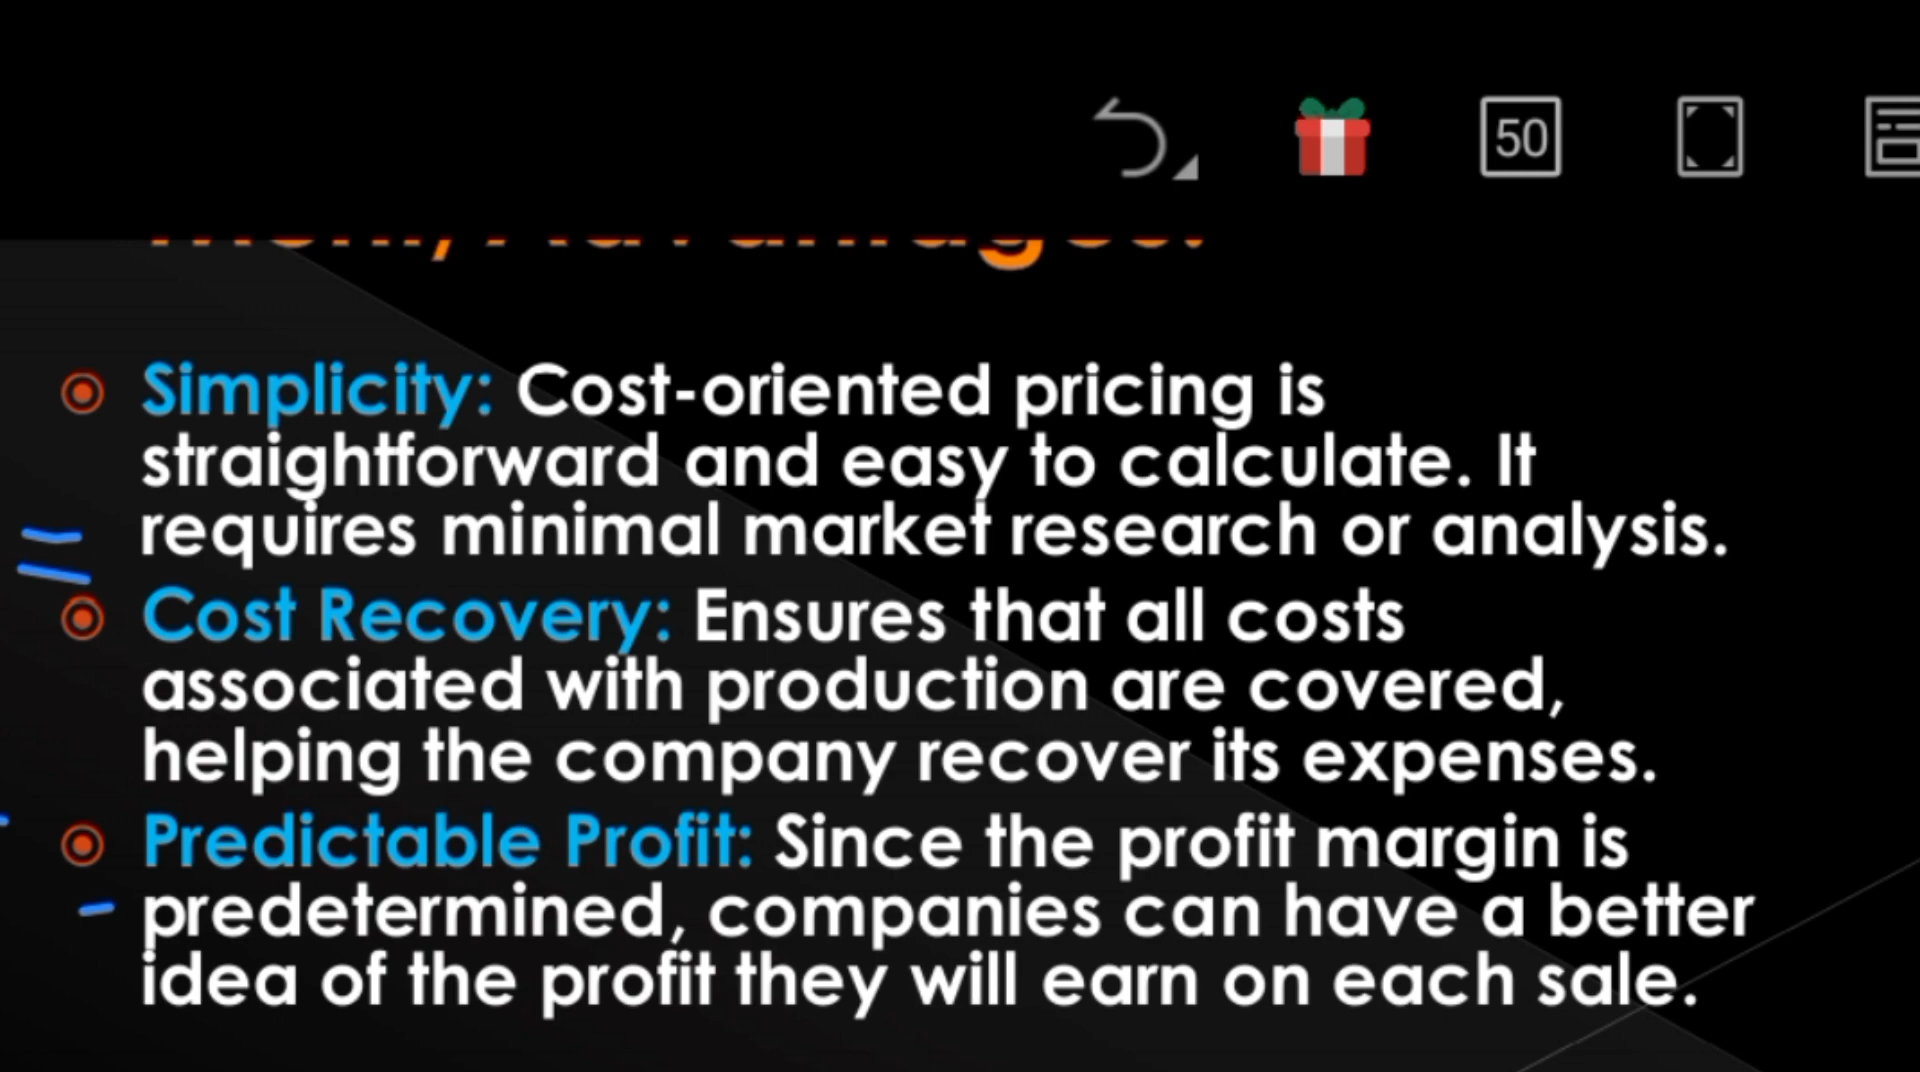 50
Simplicity: Cost-oriented pricing is
straightforward and easy to calculate. It
requires minimal market research or analysis.
Cost Recovery: Ensures that all costs
associated with production are covered,
helping the company recover its expenses.
Predictable Profit: Since the profit margin is
predetermined, companies can have a better
idea of the profit they will earn on each sale.